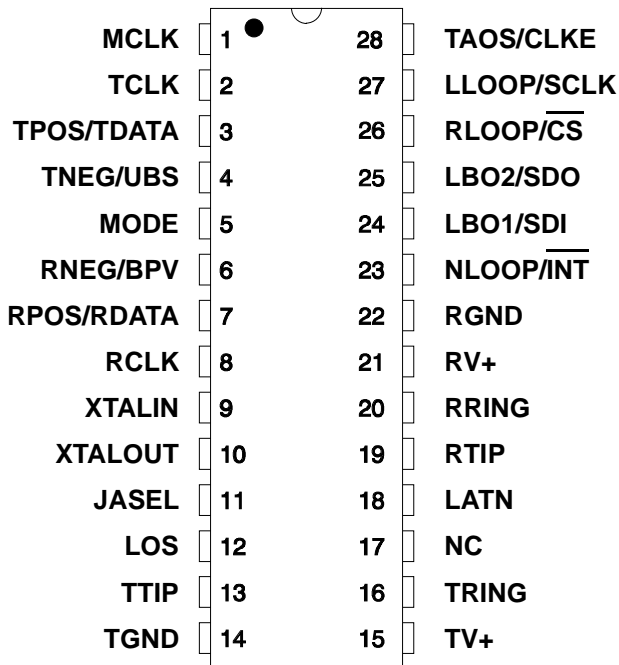 MCLK 1 28 TAOS/CLKE
TCLK 2 27 LLOOP/SCLK
TPOS/TDATA 3 26 RLOOP/C̅S̅
TNEG/UBS 4 25 LBO2/SDO
MODE 5 24 LBO1/SDI
RNEG/BPV 6 23 NLOOP/I̅N̅T̅
RPOS/RDATA 7 22 RGND
RCLK 8 21 RV+
XTALIN 9 20 RRING
XTALOUT 10 19 RTIP
JASEL 11 18 LATN
LOS 12 17 NC
TTIP 13 16 TRING
TGND 14 15 TV+